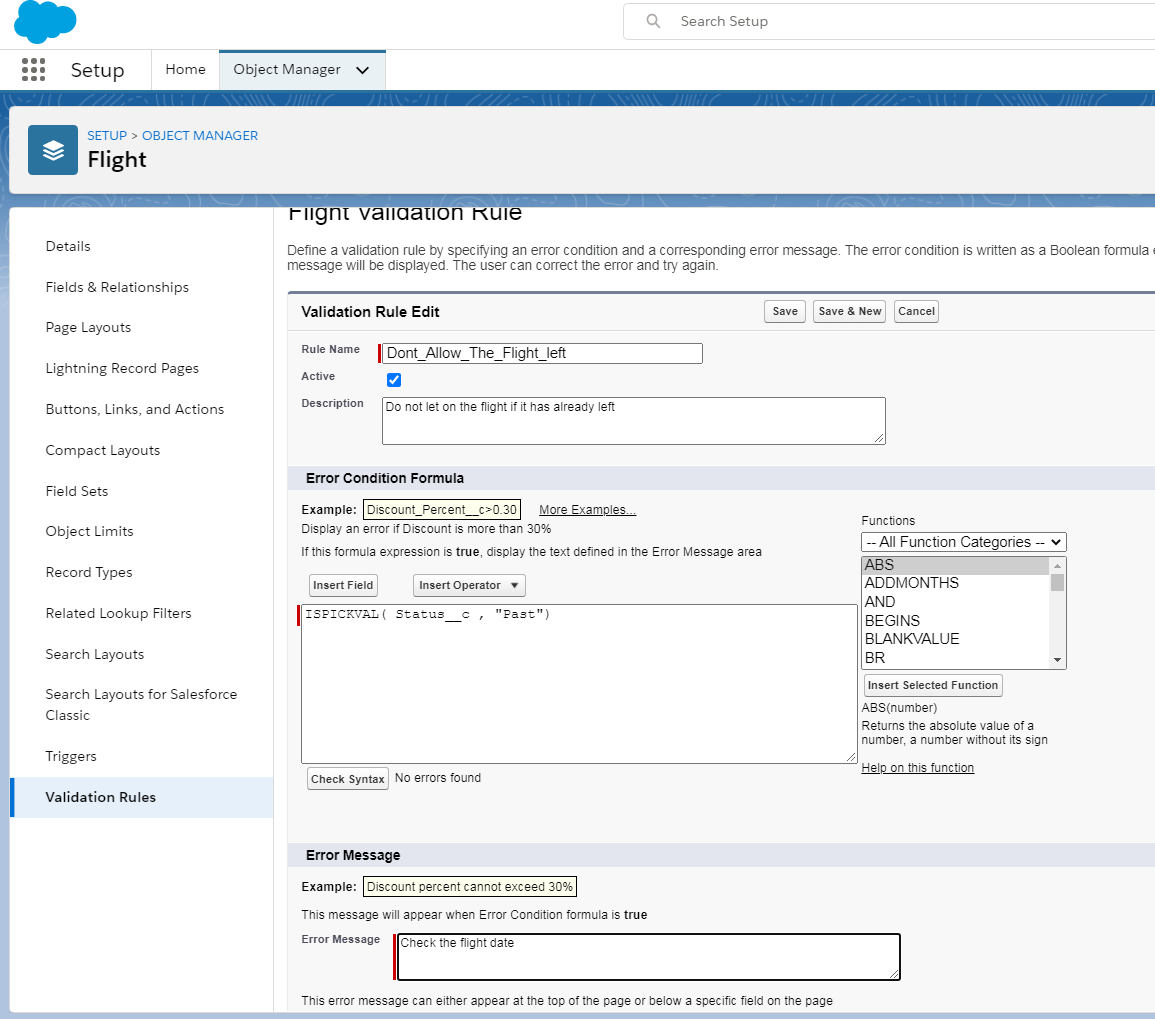 Search Setup
Setup
Home
Object Manager
SETUP > OBJECT MANAGER
Flight
Details
Fields & Relationships
Page Layouts
Lightning Record Pages
Buttons, Links, and Actions
Compact Layouts
Field Sets
Object Limits
Record Types
Related Lookup Filters
Search Layouts
Search Layouts for Salesforce
Classic
Triggers
Validation Rules
Flight Validation Rule
Define a validation rule by specifying an error condition and a corresponding error message. The error condition is written as a Boolean formula e
message will be displayed. The user can correct the error and try again.
Validation Rule Edit
Save
Save & New
Cancel
Rule Name
Dont_Allow_The_Flight_left
Active
Description
Do not let on the flight if it has already left
Error Condition Formula
Example: Discount_Percent__c>0.30 More Examples...
Display an error if Discount is more than 30%
If this formula expression is true, display the text defined in the Error Message area
Insert Field
Insert Operator
ISPICKVAL( Status__c , "Past")
Check Syntax No errors found
Functions
-- All Function Categories --
ABS
ADDMONTHS
AND
BEGINS
BLANKVALUE
BR
Insert Selected Function
ABS(number)
Returns the absolute value of a
number, a number without its sign
Help on this function
Error Message
Example: Discount percent cannot exceed 30%
This message will appear when Error Condition formula is true
Error Message
Check the flight date
This error message can either appear at the top of the page or below a specific field on the page